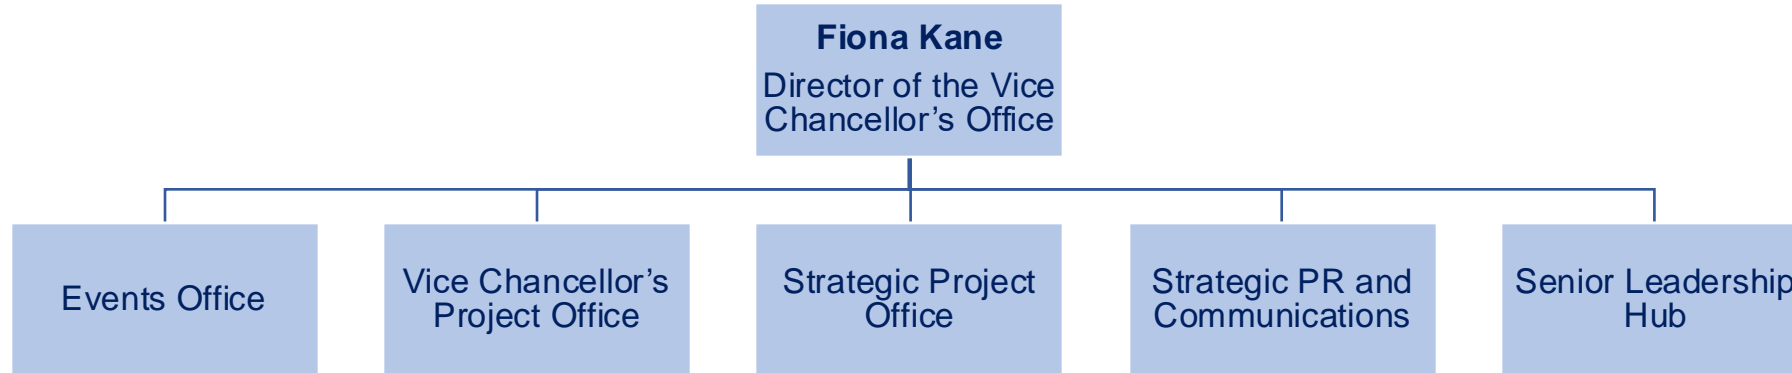 Fiona Kane
Director of the Vice
Chancellor’s Office
Events Office
Vice Chancellor’s
Project Office
Strategic Project
Office
Strategic PR and
Communications
Senior Leadership
Hub